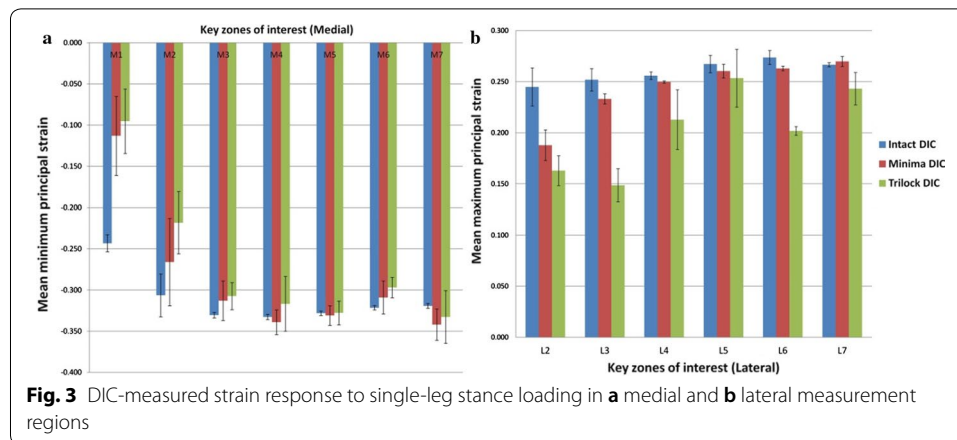 a
Key zones of interest (Medial)
M1 M2 M3 M4 M5 M6 M7
Mean minimum principal strain
0.000
-0.050
-0.100
-0.150
-0.200
-0.250
-0.300
-0.350
-0.400
b
Mean maximum principal strain
0.300
0.250
0.200
0.150
0.100
0.050
0.000
L2 L3 L4 L5 L6 L7
Key zones of interest (Lateral)
Intact DIC
Minima DIC
Trilock DIC
Fig. 3 DIC-measured strain response to single-leg stance loading in a medial and b lateral measurement
regions